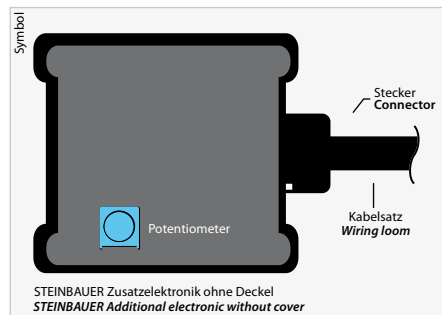 Symbol
Stecker
Connector
Potentiometer
Kabelsatz
Wiring loom
STEINBAUER Zusatzelektronik ohne Deckel
STEINBAUER Additional electronic without cover